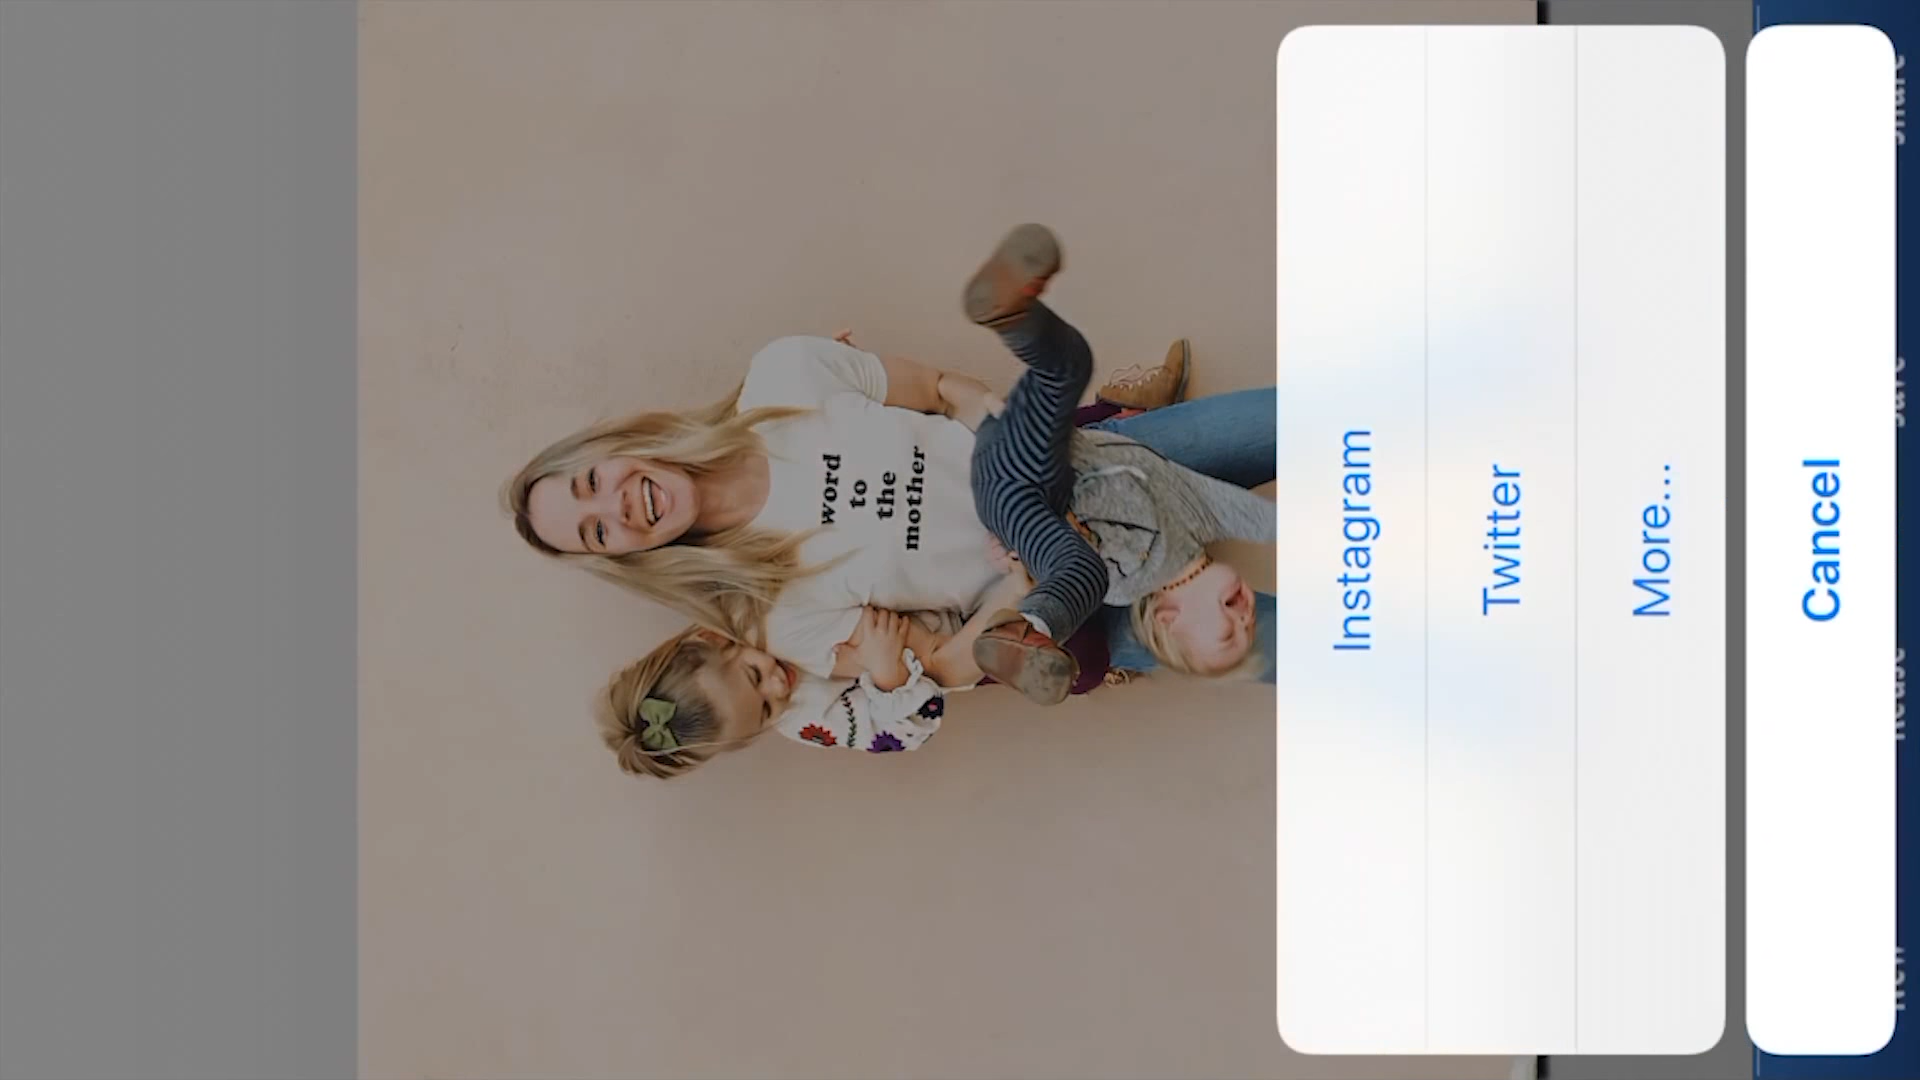 word
to
the
mother
Instagram
Twitter
More...
Cancel